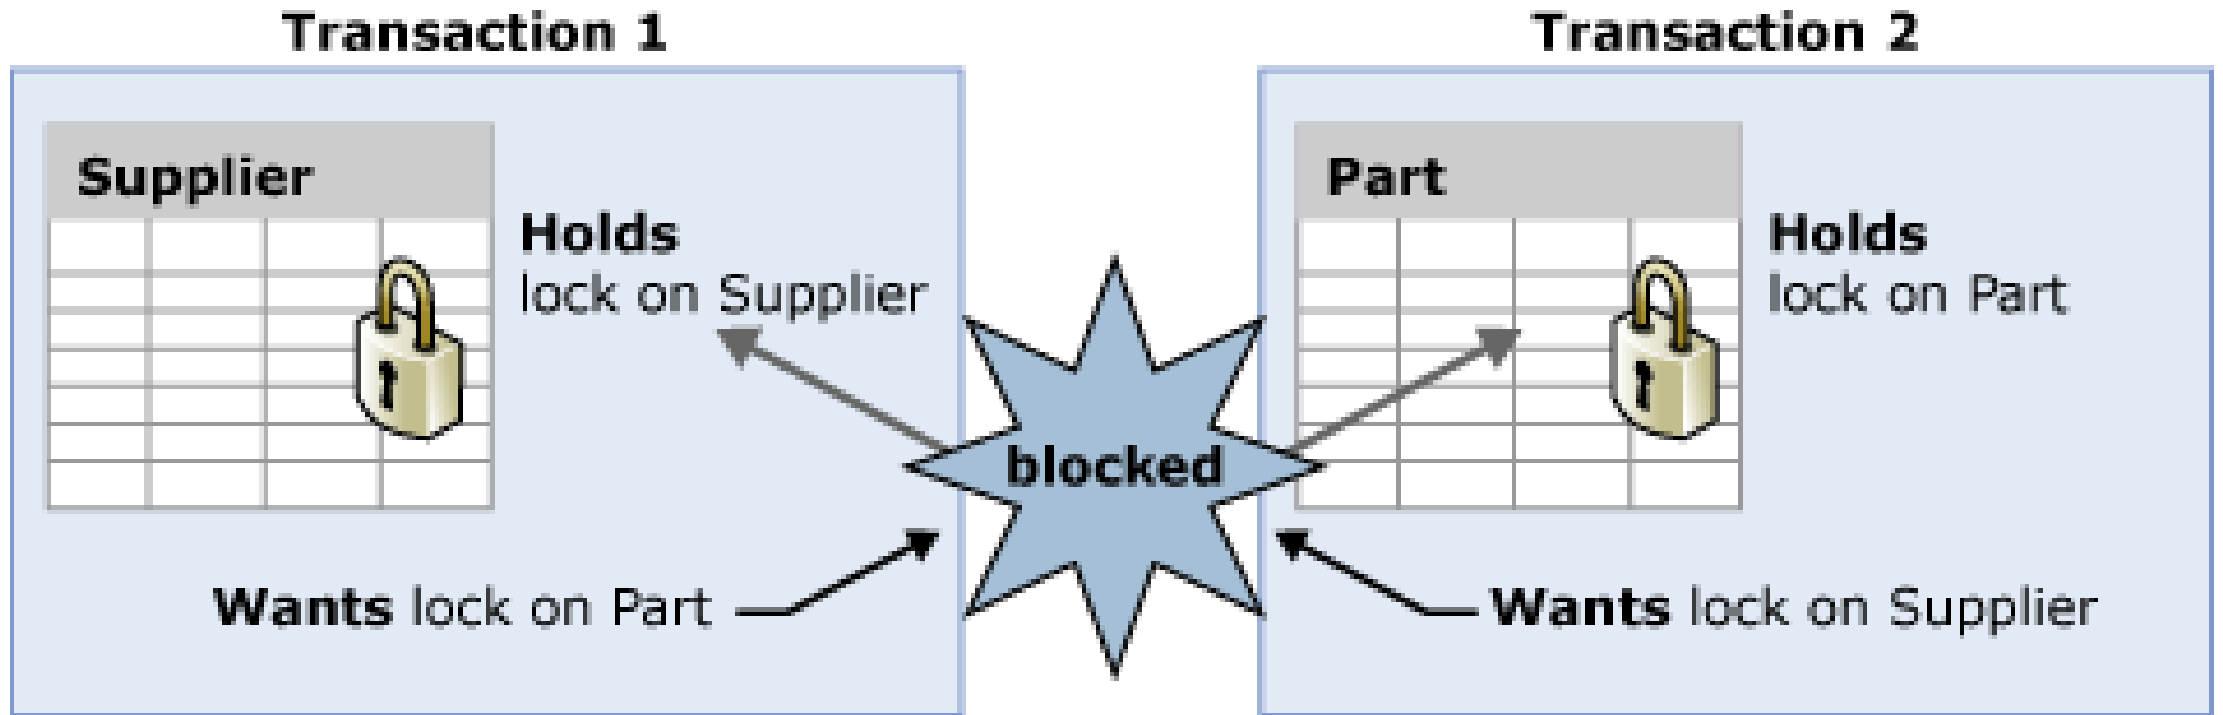 Transaction 1
Supplier
Holds
lock on Supplier
Wants lock on Part
blocked
Transaction 2
Part
Holds
lock on Part
Wants lock on Supplier